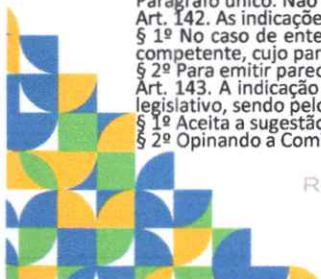 Parágrafo único. Não
Art. 142. As indicaçõe
§ 1º No caso de ente
competente, cujo par
§ 2º Para emitir parec
Art. 143. A indicação
legislativo, sendo pelo
§ 1º Aceita a sugestão
§ 2º Opinando a Com
R